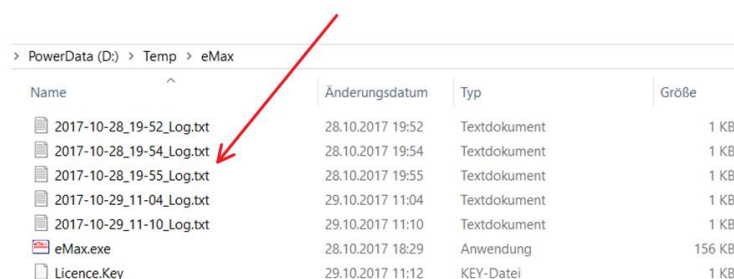 > PowerData (D:) > Temp > eMax
Name Änderungsdatum Typ Größe
2017-10-28_19-52_Log.txt 28.10.2017 19:52 Textdokument 1 KB
2017-10-28_19-54_Log.txt 28.10.2017 19:54 Textdokument 1 KB
2017-10-28_19-55_Log.txt 28.10.2017 19:55 Textdokument 1 KB
2017-10-29_11-04_Log.txt 29.10.2017 11:04 Textdokument 1 KB
2017-10-29_11-10_Log.txt 29.10.2017 11:10 Textdokument 1 KB
eMax.exe 28.10.2017 18:29 Anwendung 156 KB
Licence.Key 29.10.2017 11:12 KEY-Datei 1 KB